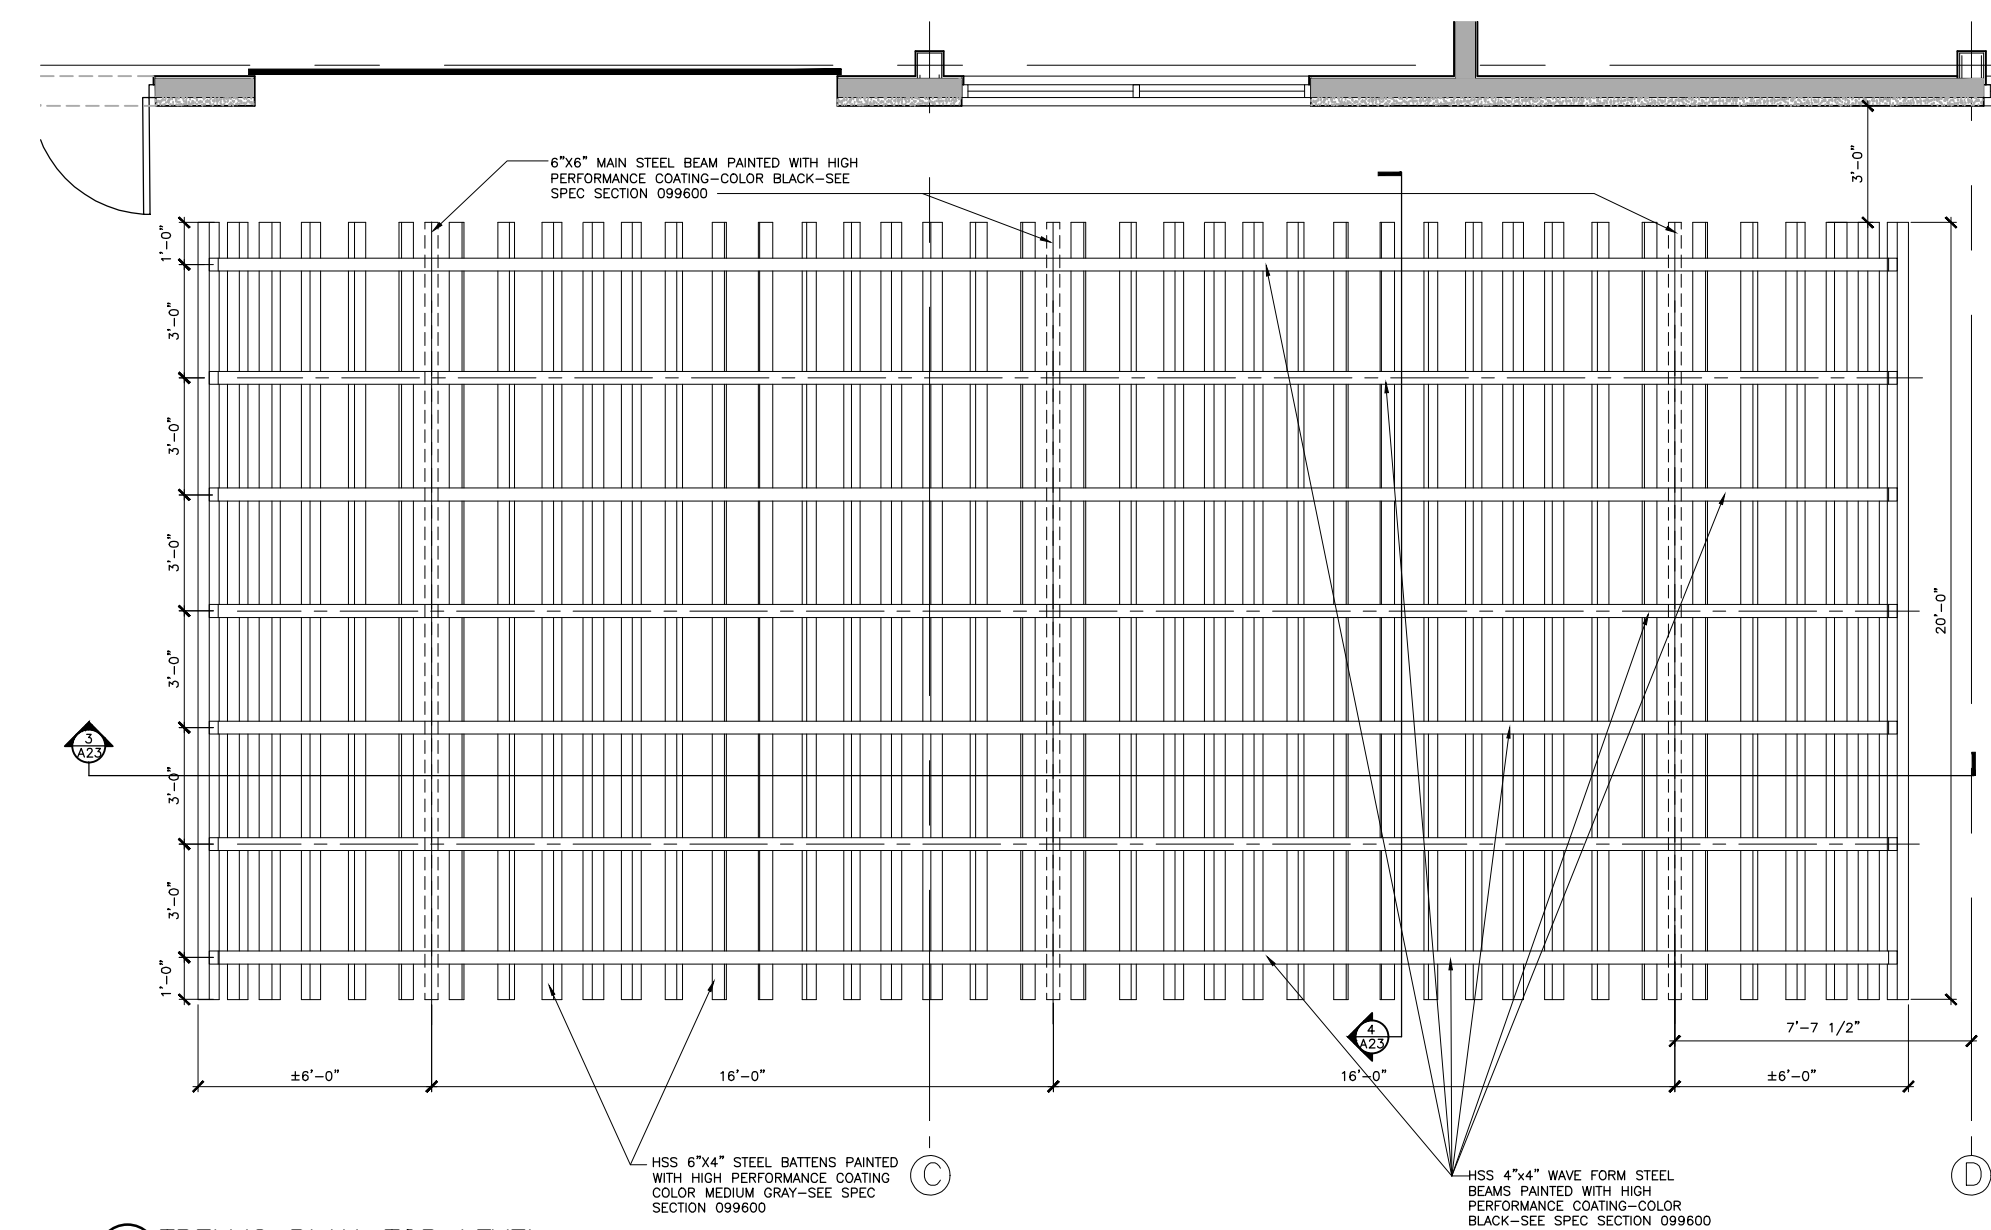 6"X6" MAIN STEEL BEAM PAINTED WITH HIGH
PERFORMANCE COATING-COLOR BLACK-SEE
SPEC SECTION 099600
3'-0"
1'-0"
3'-0"
3'-0"
3'-0"
3'-0"
3'-0"
3'-0"
1'-0"
20'-0"
3
A23
4
A23
7'-7 1/2"
±6'-0"
16'-0"
16'-0"
±6'-0"
HSS 6"X4" STEEL BATTENS PAINTED
WITH HIGH PERFORMANCE COATING
COLOR MEDIUM GRAY-SEE SPEC
SECTION 099600
C
HSS 4"x4" WAVE FORM STEEL
BEAMS PAINTED WITH HIGH
PERFORMANCE COATING-COLOR
BLACK-SEE SPEC SECTION 099600
D